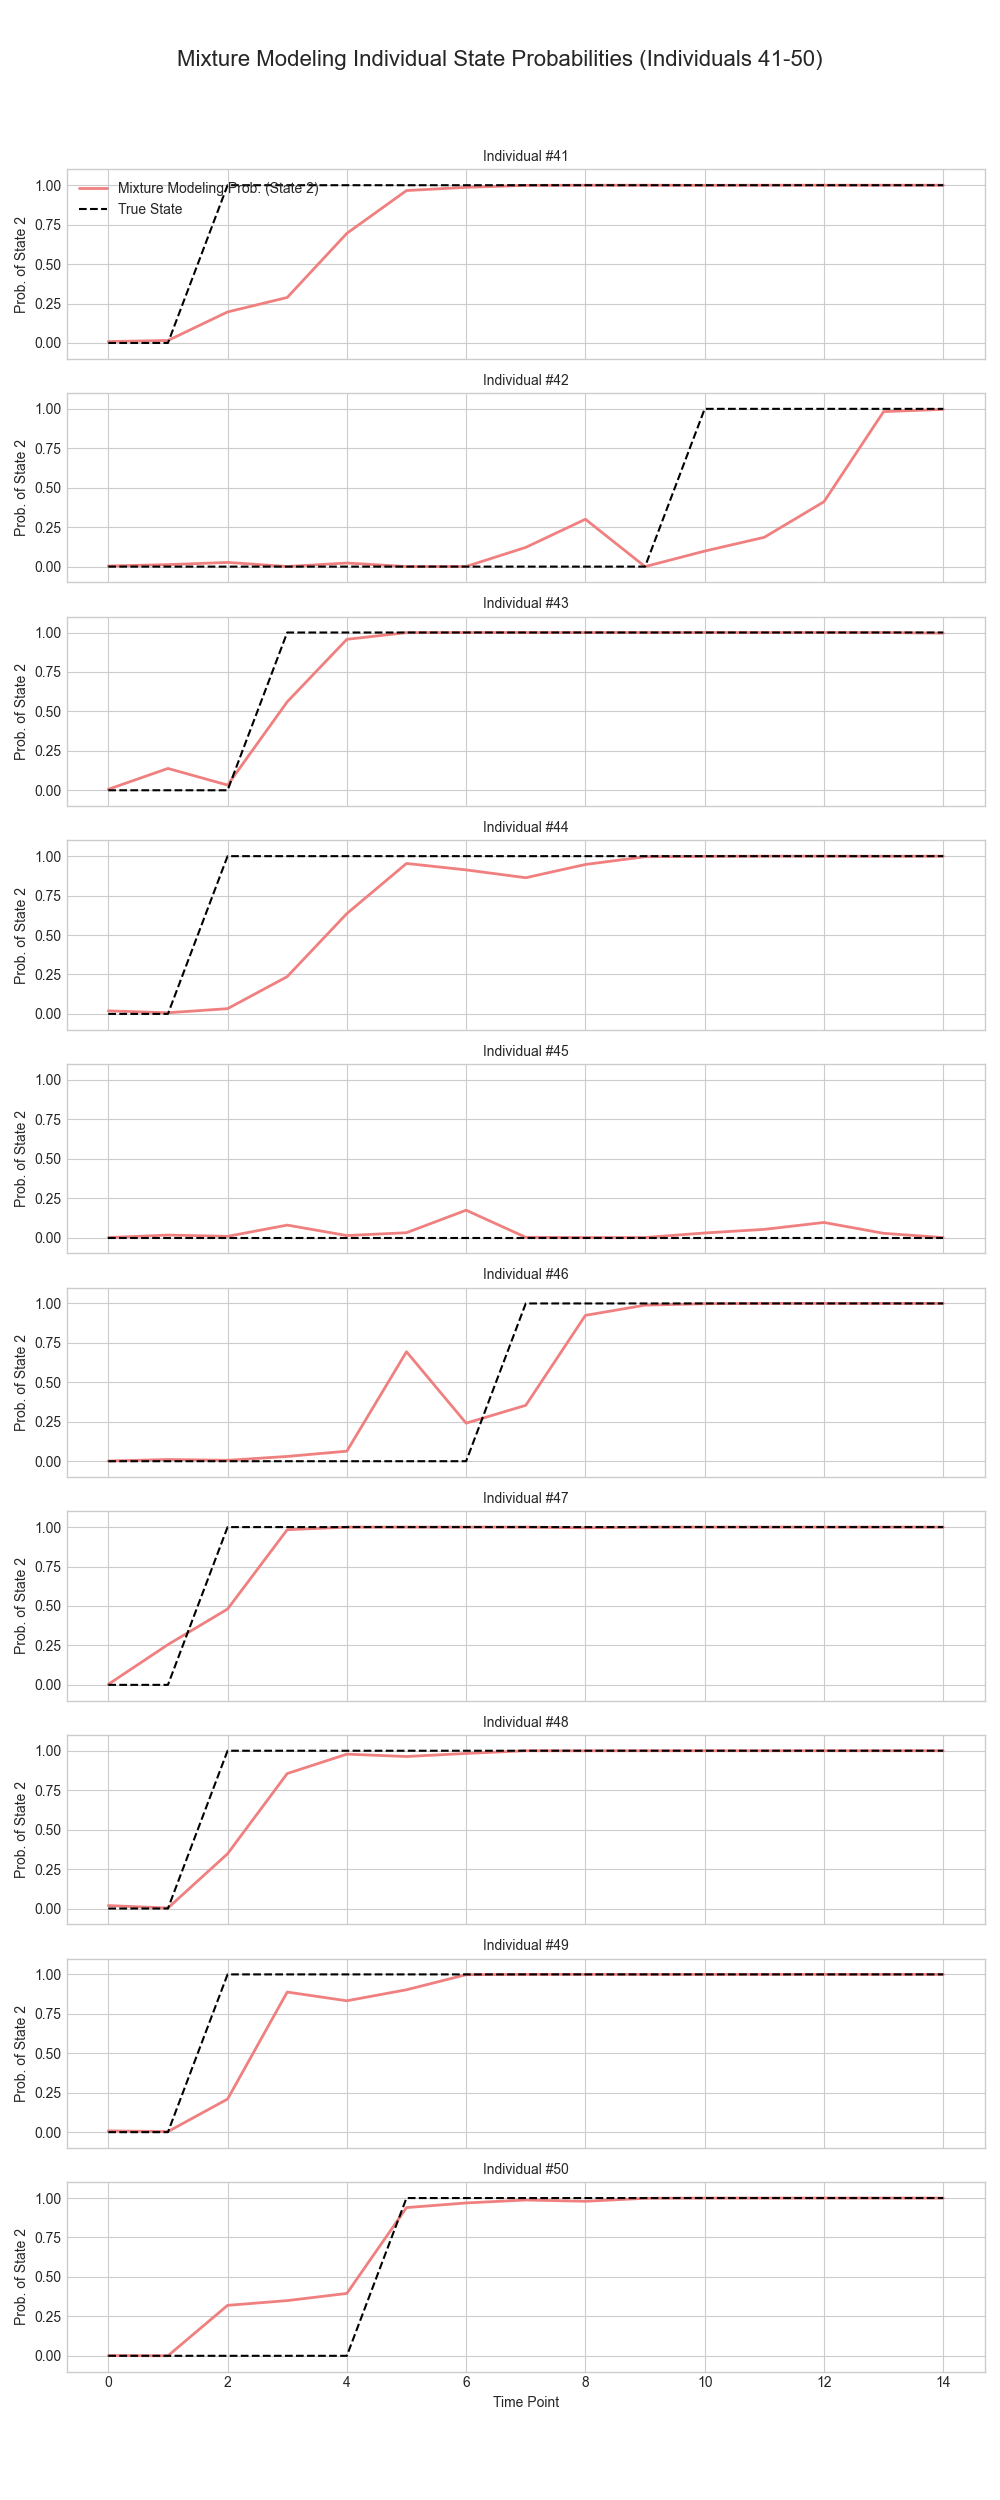 Mixture Modeling Individual State Probabilities (Individuals 41-50)
Individual #41
Mixture Modeling Prob. (State 2)
True State
Prob. of State 2
1.00
0.75
0.50
0.25
0.00
Individual #42
Prob. of State 2
1.00
0.75
0.50
0.25
0.00
Individual #43
Prob. of State 2
1.00
0.75
0.50
0.25
0.00
Individual #44
Prob. of State 2
1.00
0.75
0.50
0.25
0.00
Individual #45
Prob. of State 2
1.00
0.75
0.50
0.25
0.00
Individual #46
Prob. of State 2
1.00
0.75
0.50
0.25
0.00
Individual #47
Prob. of State 2
1.00
0.75
0.50
0.25
0.00
Individual #48
Prob. of State 2
1.00
0.75
0.50
0.25
0.00
Individual #49
Prob. of State 2
1.00
0.75
0.50
0.25
0.00
Individual #50
Prob. of State 2
1.00
0.75
0.50
0.25
0.00
0 2 4 6 8 10 12 14
Time Point